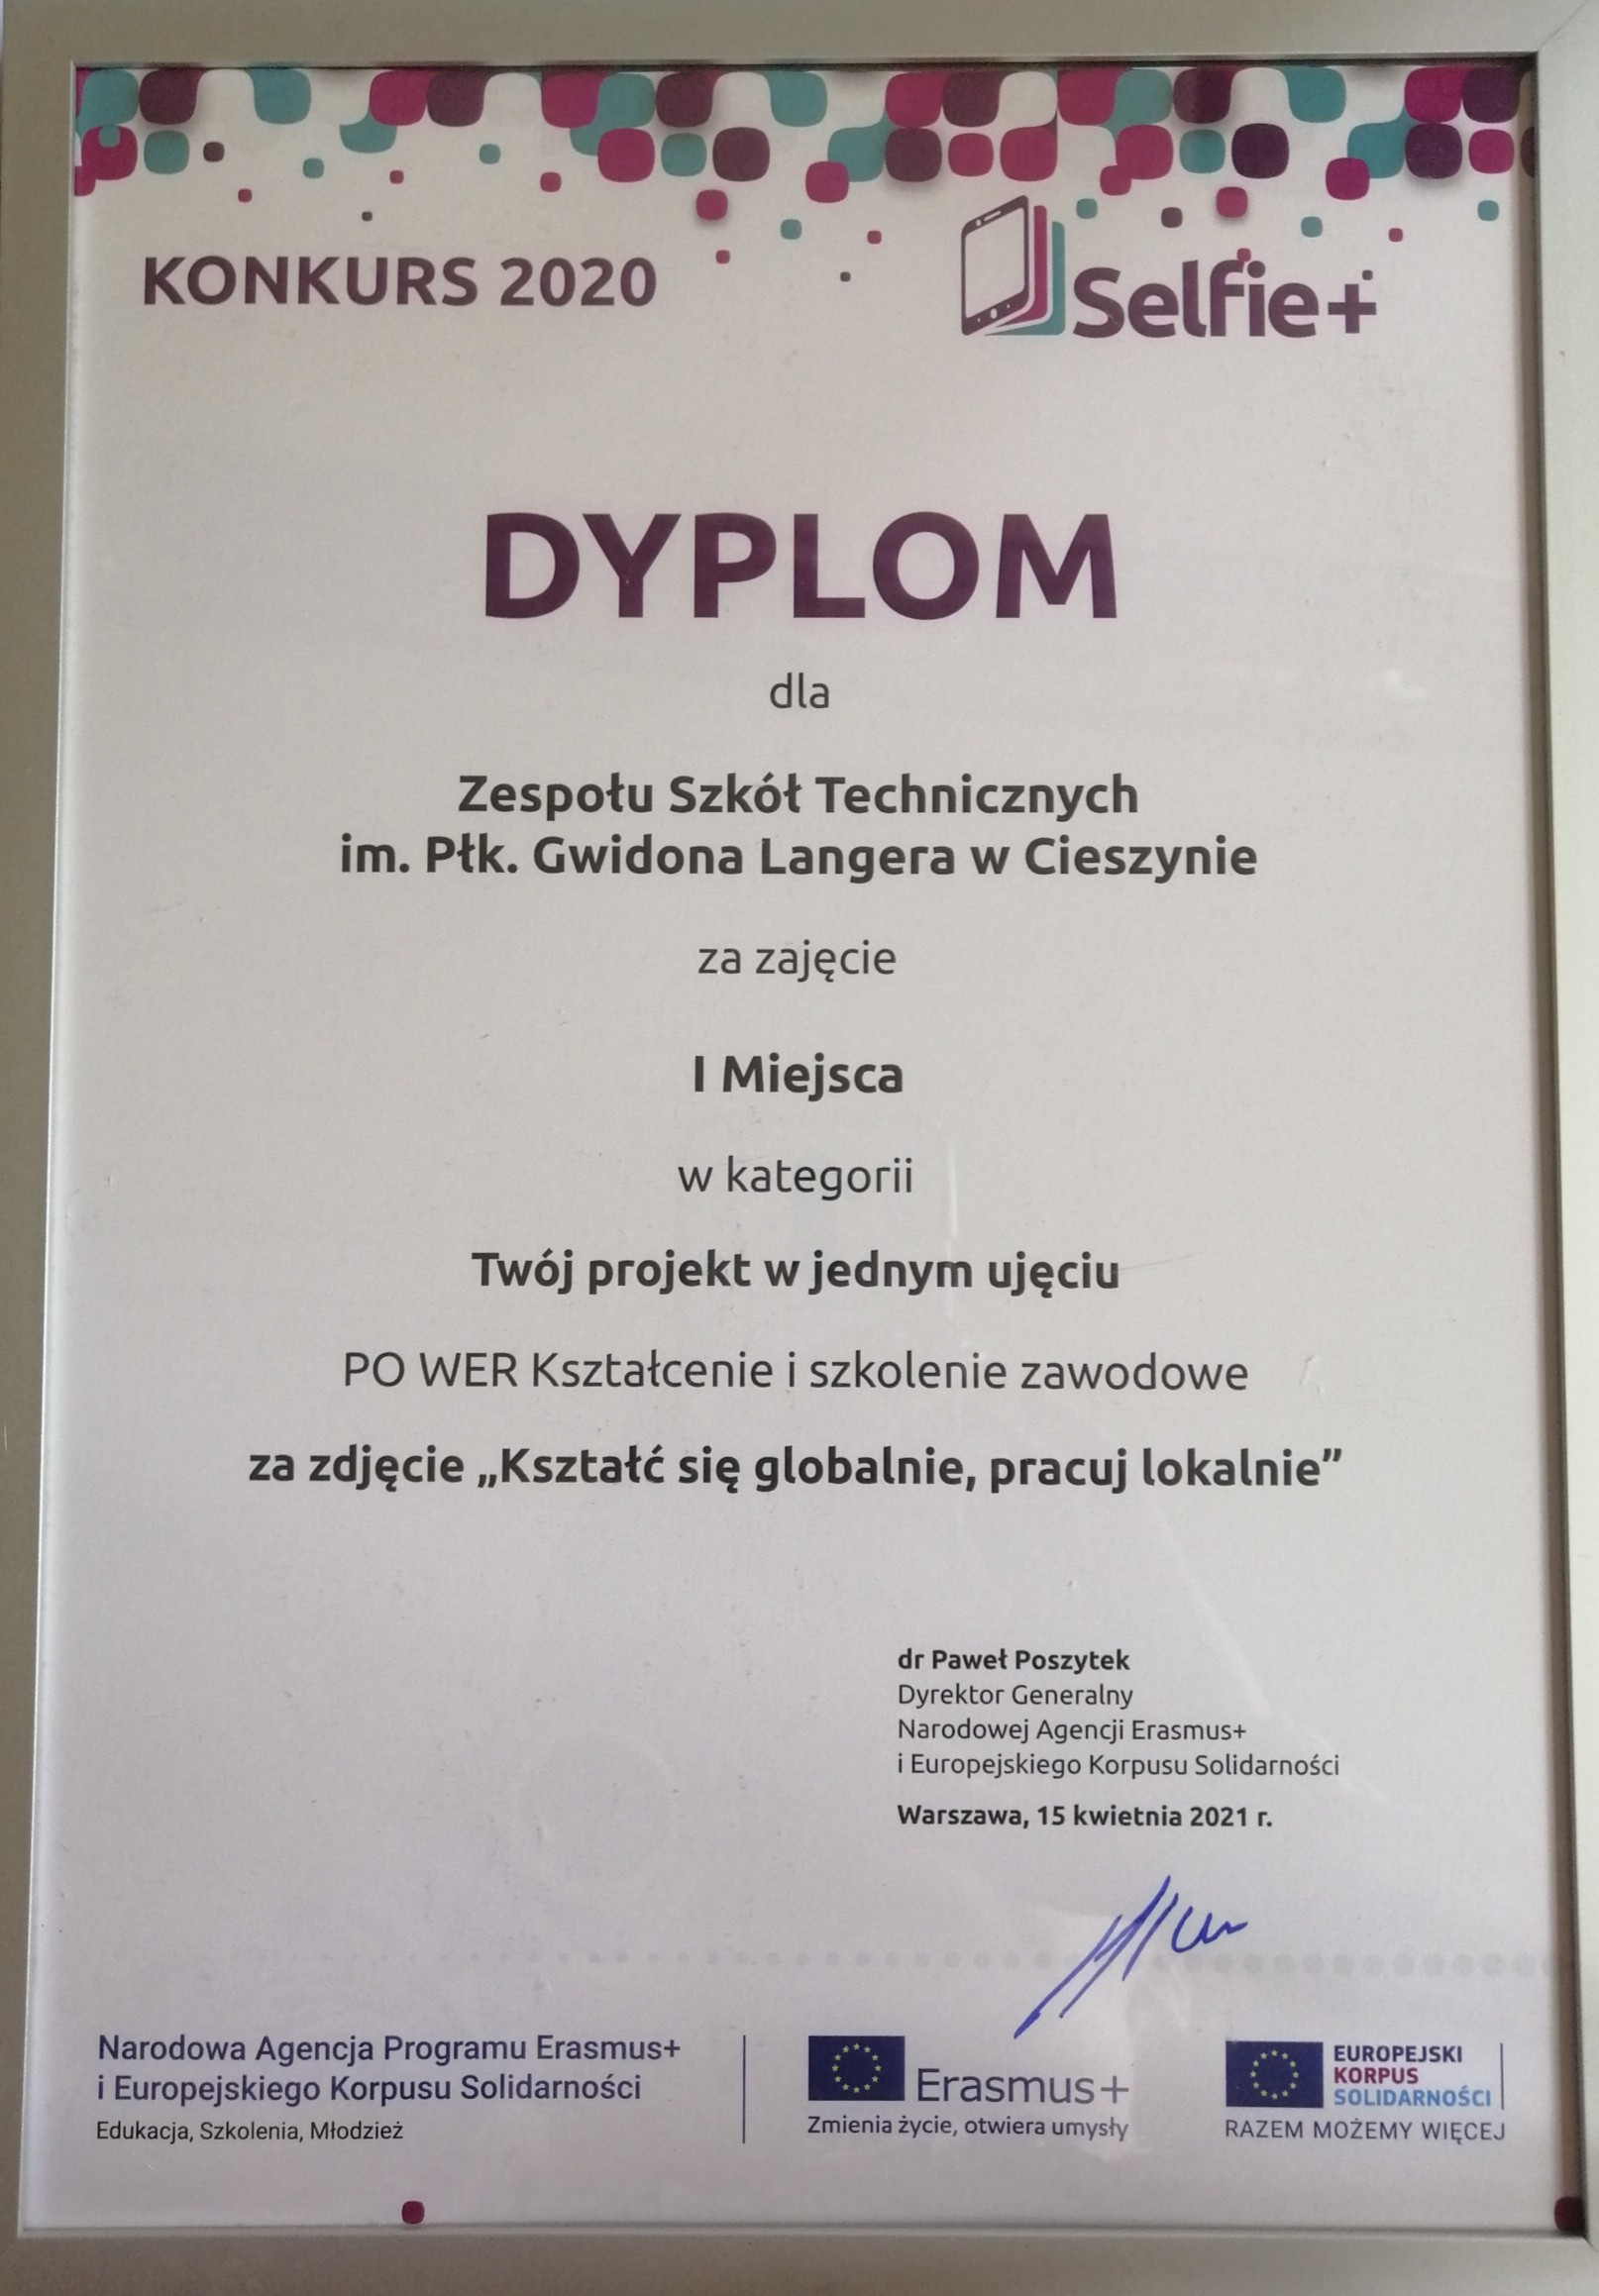 KONKURS 2020
Selfie+
DYPLOM
dla
Zespołu Szkół Technicznych
im. Płk. Gwidona Langera w Cieszynie
za zajęcie
I Miejsca
w kategorii
Twój projekt w jednym ujęciu
PO WER Kształcenie i szkolenie zawodowe
za zdjęcie „Kształć się globalnie, pracuj lokalnie”
dr Paweł Poszytek
Dyrektor Generalny
Narodowej Agencji Erasmus+
i Europejskiego Korpusu Solidarności
Warszawa, 15 kwietnia 2021 r.
Narodowa Agencja Programu Erasmus+
i Europejskiego Korpusu Solidarności
Edukacja, Szkolenia, Młodzież
Erasmus+
Zmienia życie, otwiera umysły
EUROPEJSKI
KORPUS
SOLIDARNOŚCI
RAZEM MOŻEMY WIĘCEJ